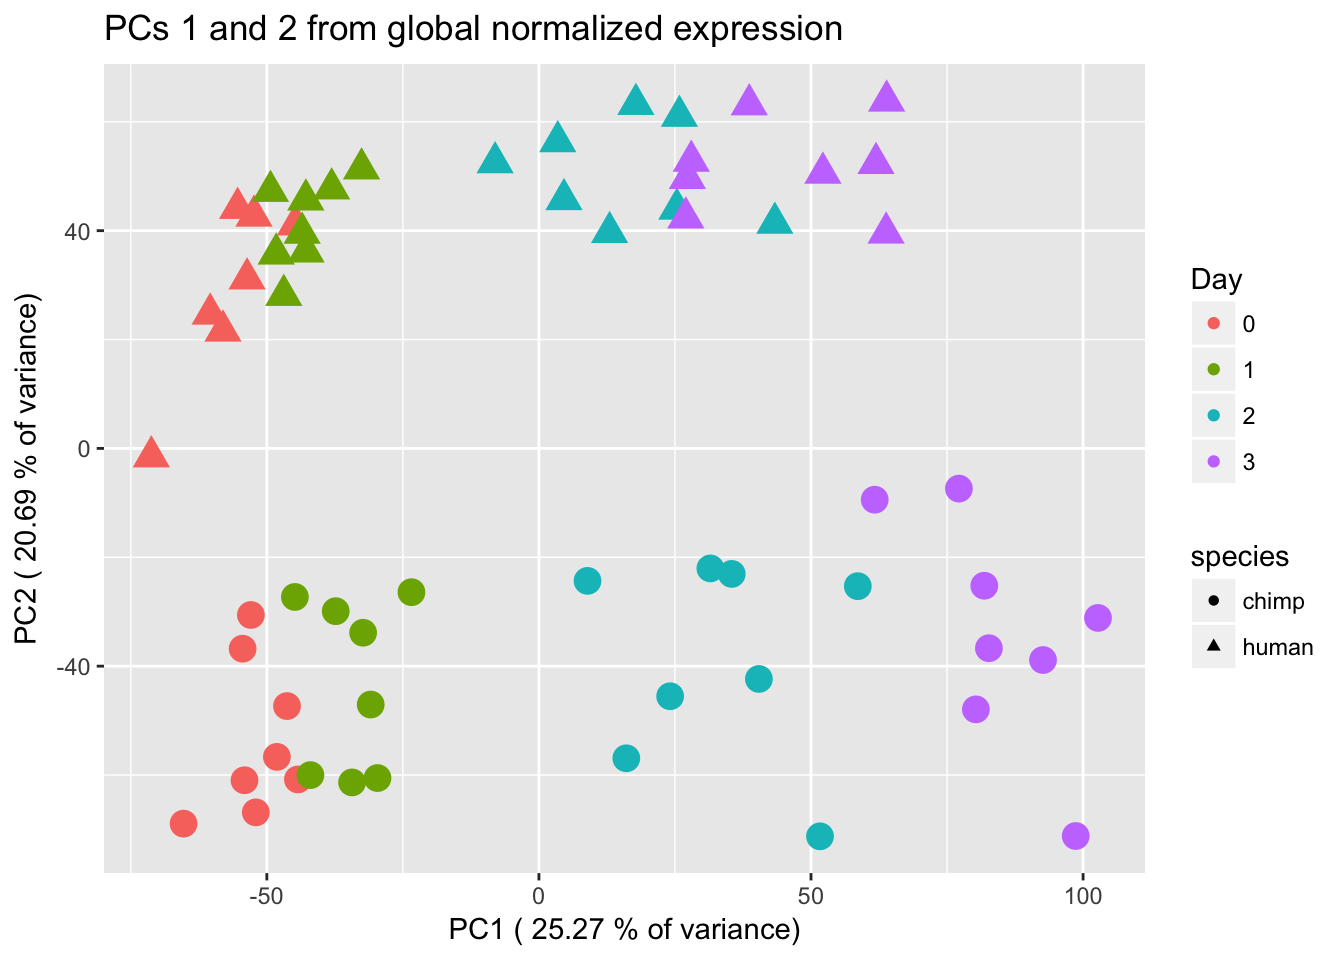 PCs 1 and 2 from global normalized expression
PC2 ( 20.69 % of variance)
40
0
-40
-50
0
50
100
PC1 ( 25.27 % of variance)
Day
0
1
2
3
species
chimp
human